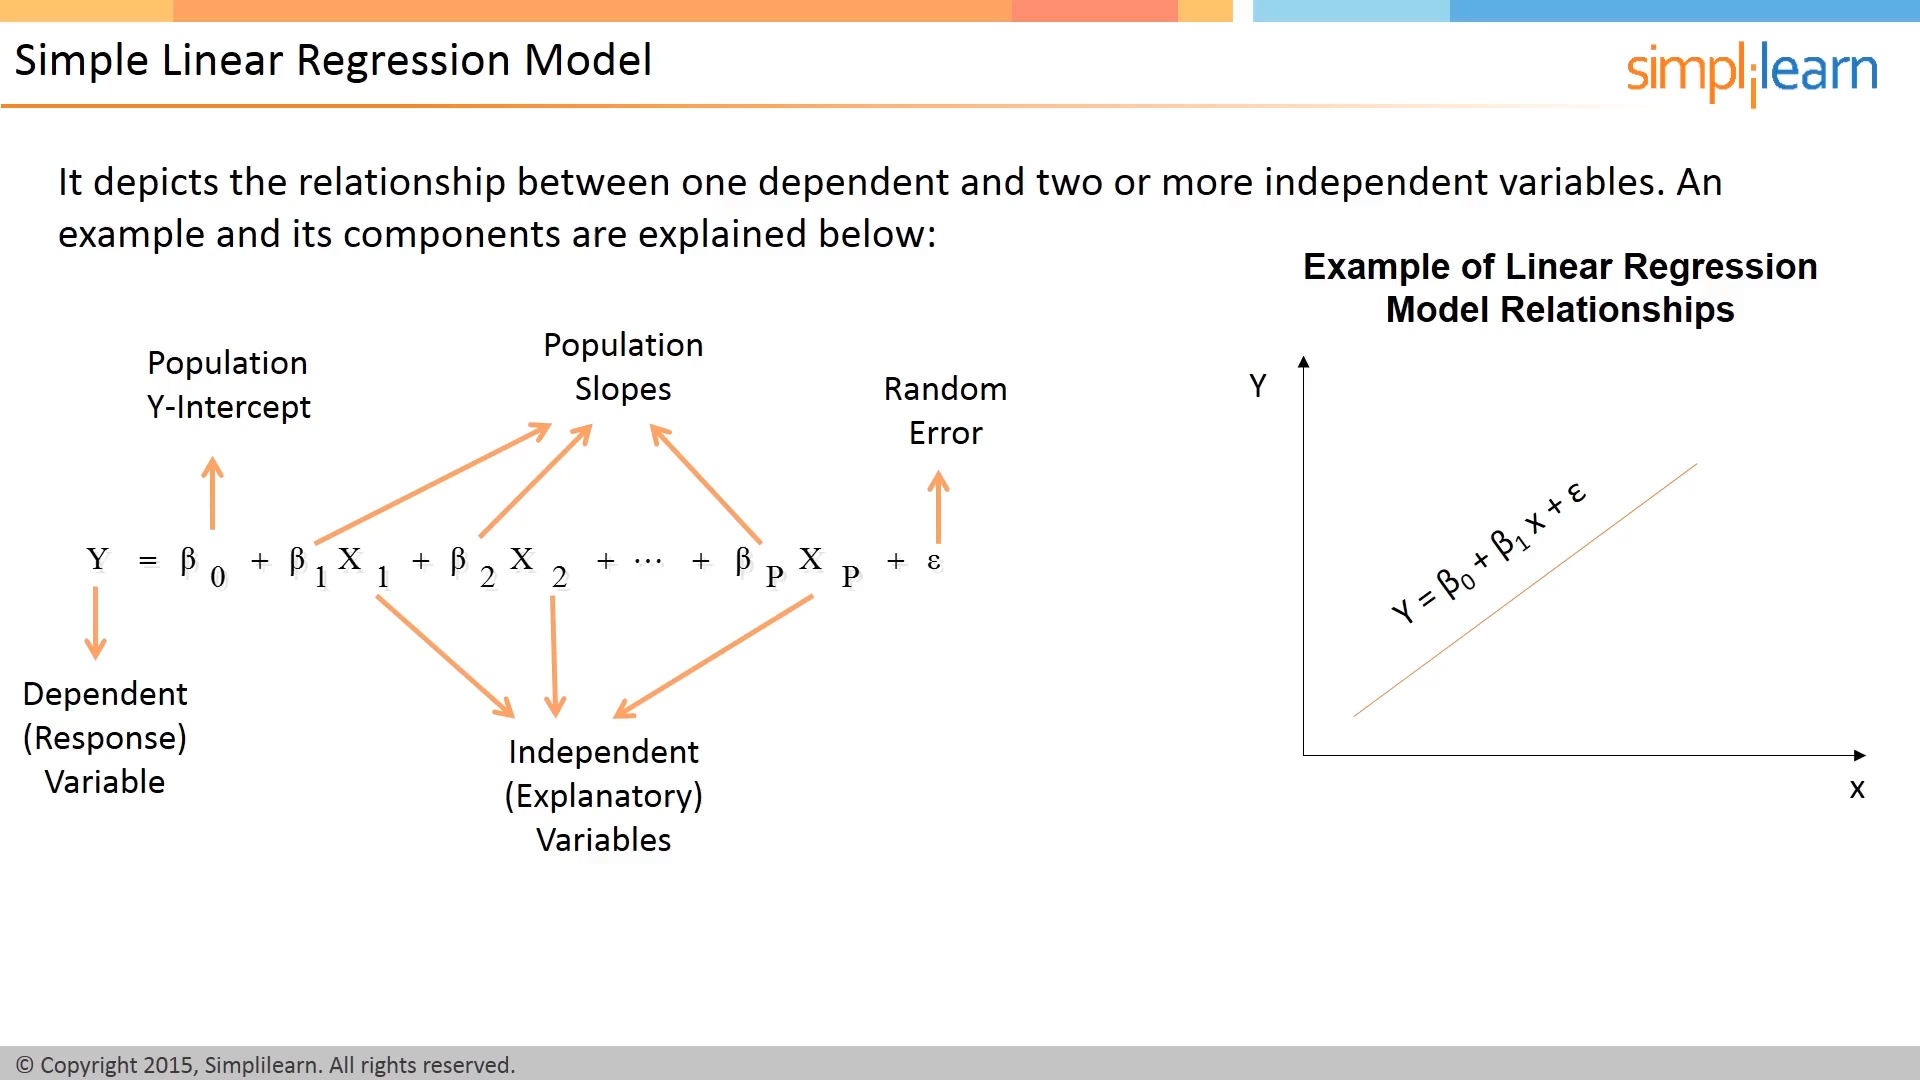 Simple Linear Regression Model
simplilearn
It depicts the relationship between one dependent and two or more independent variables. An
example and its components are explained below:
Example of Linear Regression
Model Relationships
Population
Y-Intercept
Population
Slopes
Random
Error
Y = β₀ + β₁X₁ + β₂X₂ + ⋯ + βₚXₚ + ε
Dependent
(Response)
Variable
Independent
(Explanatory)
Variables
Y
Y = β₀ + β₁ x + ε
x
© Copyright 2015, Simplilearn. All rights reserved.